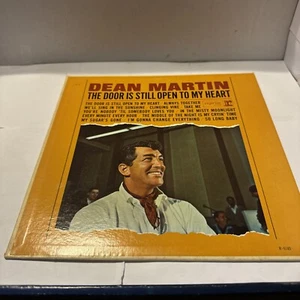 DEAN MARTIN
THE DOOR IS STILL OPEN TO MY HEART
THE DOOR IS STILL OPEN TO MY HEART · ALWAYS TOGETHER
WE'LL SING IN THE SUNSHINE · CLINGING VINE · TAKE ME
YOU'RE NOBODY 'TIL SOMEBODY LOVES YOU · IN THE MISTY MOONLIGHT
EVERY MINUTE EVERY HOUR · THE MIDDLE OF THE NIGHT IS MY CRYIN' TIME
MY SUGAR'S GONE · I'M GONNA CHANGE EVERYTHING · SO LONG BABY